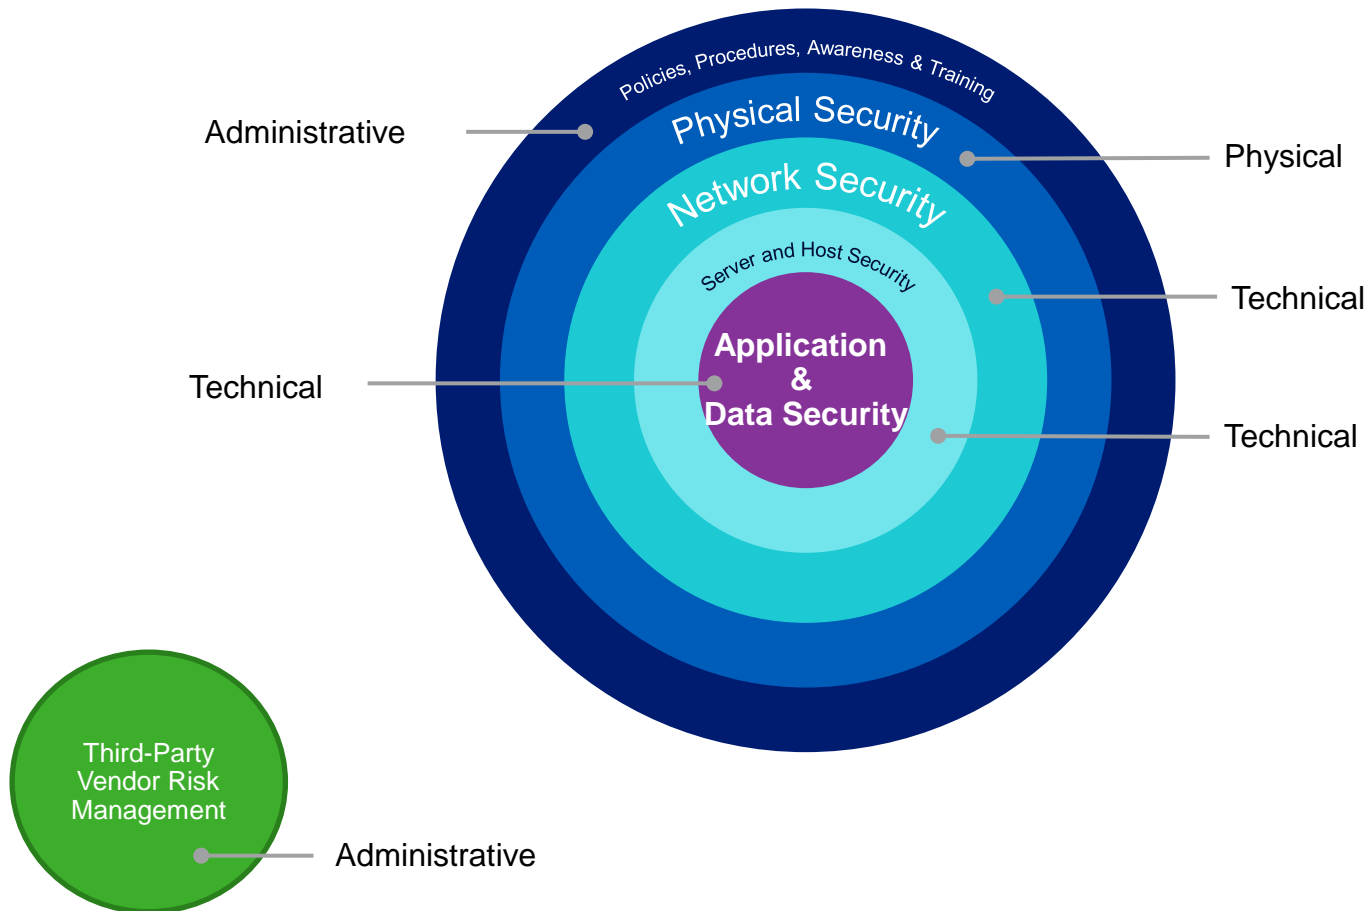 Policies, Procedures, Awareness & Training
Administrative
Physical Security
Physical
Network Security
Server and Host Security
Technical
Application
&
Data Security
Technical
Technical
Third-Party
Vendor Risk
Management
Administrative